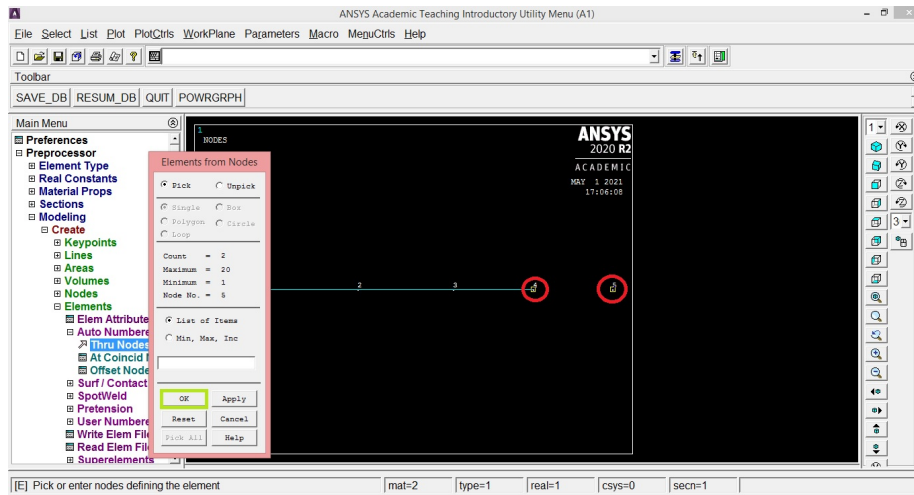 ANSYS Academic Teaching Introductory Utility Menu (A1)
File Select List Plot PlotCtrls WorkPlane Parameters Macro MenuCtrls Help
Toolbar
SAVE_DB RESUM_DB QUIT POWRGRPH
Main Menu
Preferences
Preprocessor
Element Type
Real Constants
Material Props
Sections
Modeling
Create
Keypoints
Lines
Areas
Volumes
Nodes
Elements
Elem Attribute
Auto Numbere
Thru Nodes
At Coincid N
Offset Node
Surf / Contact
SpotWeld
Pretension
User Numbere
Write Elem File
Read Elem File
Superelements
Elements from Nodes
Pick Unpick
Single Box
Polygon Circle
Loop
Count = 2
Maximum = 20
Minimum = 1
Node No. = 5
List of Items
Min, Max, Inc
OK Apply
Reset Cancel
Pick All Help
1
NODES
ANSYS
2020 R2
ACADEMIC
MAY 1 2021
17:06:08
2 3 4 5
1
3
[E] Pick or enter nodes defining the element
mat=2 type=1 real=1 csys=0 secn=1